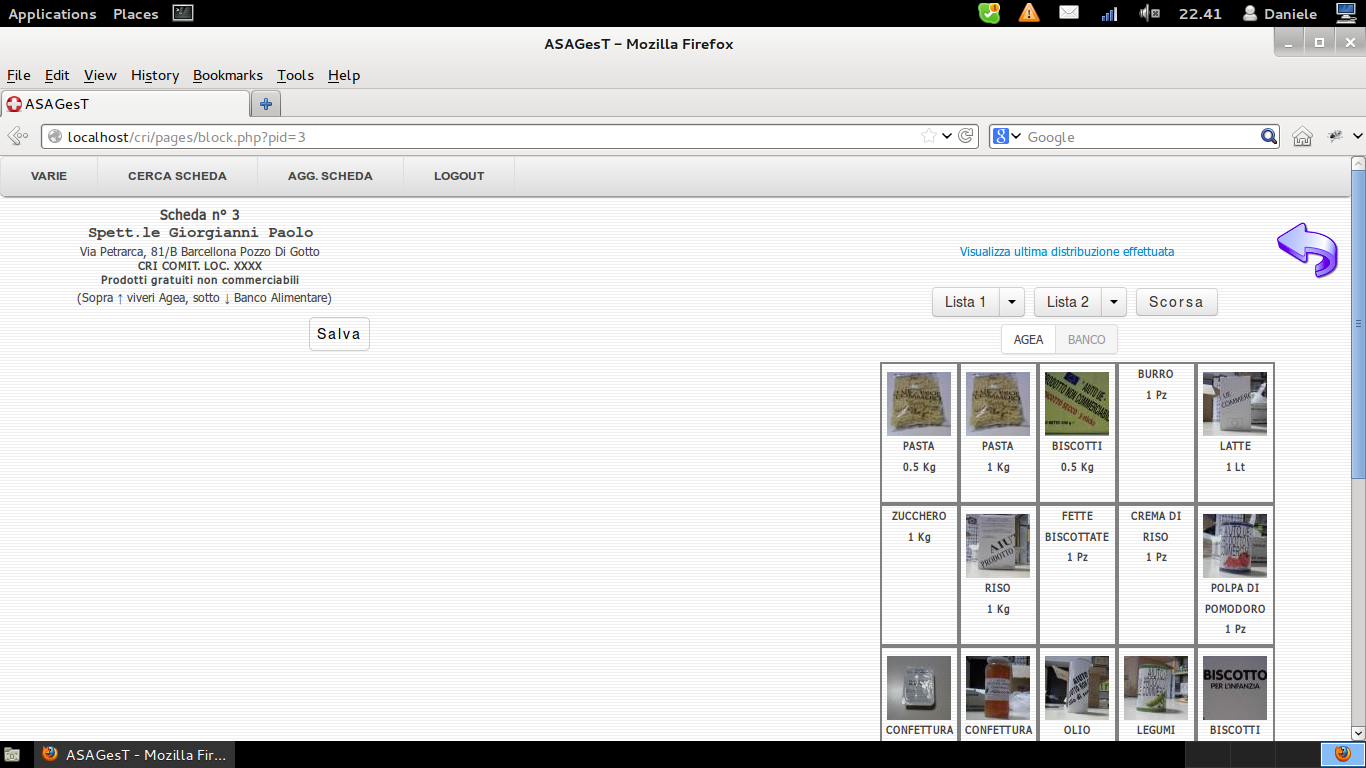 Applications Places 22.41 Daniele
ASAGesT - Mozilla Firefox
File Edit View History Bookmarks Tools Help
ASAGesT
localhost/cri/pages/block.php?pid=3
Google
VARIE CERCA SCHEDA AGG. SCHEDA LOGOUT
Scheda n° 3
Spett.le Giorgianni Paolo
Via Petrarca, 81/B Barcellona Pozzo Di Gotto
CRI COMIT. LOC. XXXX
Prodotti gratuiti non commerciabili
(Sopra ↑ viveri Agea, sotto ↓ Banco Alimentare)
Salva
Visualizza ultima distribuzione effettuata
Lista 1 Lista 2 Scorsa
AGEA BANCO
PASTA
0.5 Kg
PASTA
1 Kg
BISCOTTI
0.5 Kg
BURRO
1 Pz
LATTE
1 Lt
ZUCCHERO
1 Kg
AIUT
PRODOTTO
RISO
1 Kg
FETTE
BISCOTTATE
1 Pz
CREMA DI
RISO
1 Pz
POLPA DI
POMODORO
1 Pz
CONFETTURA
CONFETTURA
OLIO
LEGUMI
BISCOTTO
PER L'INFANZIA
BISCOTTI
ASAGesT - Mozilla Fir...